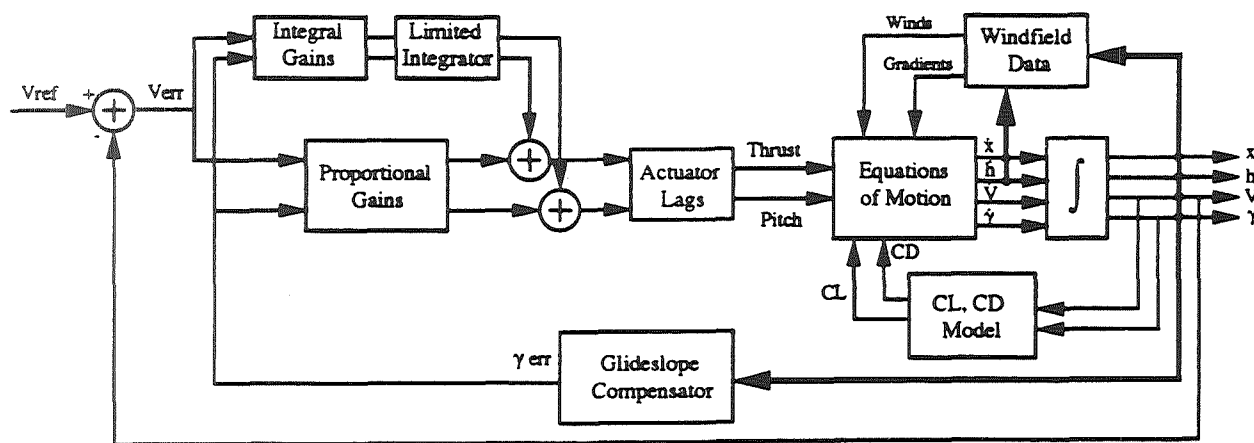 Vref
+
-
Verr
Integral
Gains
Limited
Integrator
Proportional
Gains
+
+
+
Actuator
Lags
Thrust
Pitch
Winds
Gradients
Windfield
Data
Equations
of Motion
ẋ
ḣ
V̇
γ̇
∫
x
h
V
γ
CD
CL
CL, CD
Model
γ err
Glideslope
Compensator